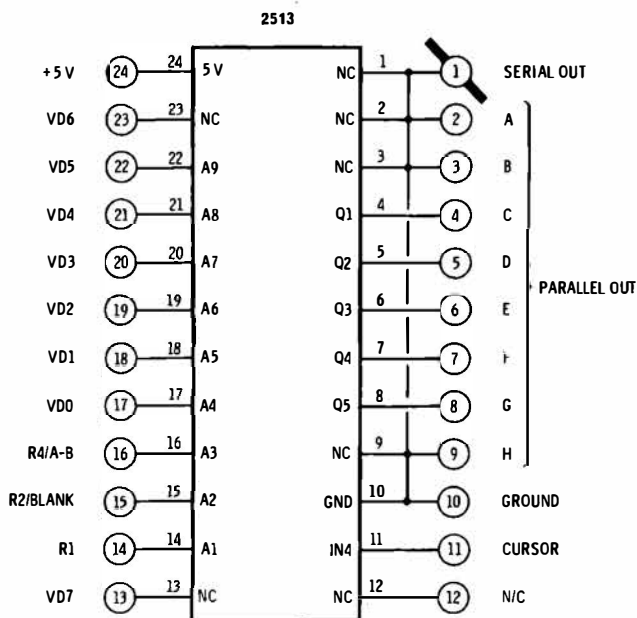 2513
+5V 24 24 5V NC 1 1 SERIAL OUT
VD6 23 23 NC NC 2 2 A
VD5 22 22 A9 NC 3 3 B
VD4 21 21 A8 Q1 4 4 C
VD3 20 20 A7 Q2 5 5 D
PARALLEL OUT
VD2 19 19 A6 Q3 6 6 E
VD1 18 18 A5 Q4 7 7 F
VD0 17 17 A4 Q5 8 8 G
R4/A-B 16 16 A3 NC 9 9 H
R2/BLANK 15 15 A2 GND 10 10 GROUND
R1 14 14 A1 IN4 11 11 CURSOR
VD7 13 13 NC NC 12 12 N/C